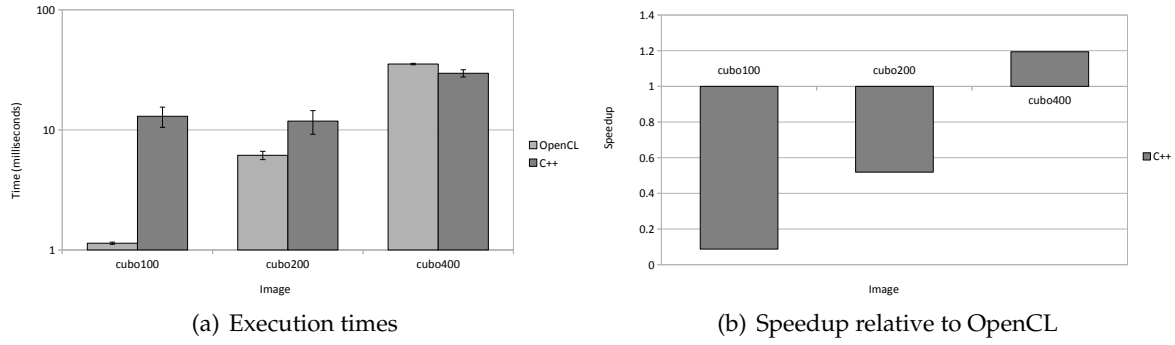 100
10
1
Time (milliseconds)
cubo100
cubo200
cubo400
Image
OpenCL
C++
(a) Execution times
1.4
1.2
1
0.8
0.6
0.4
0.2
0
Speedup
cubo100
cubo200
cubo400
Image
C++
(b) Speedup relative to OpenCL